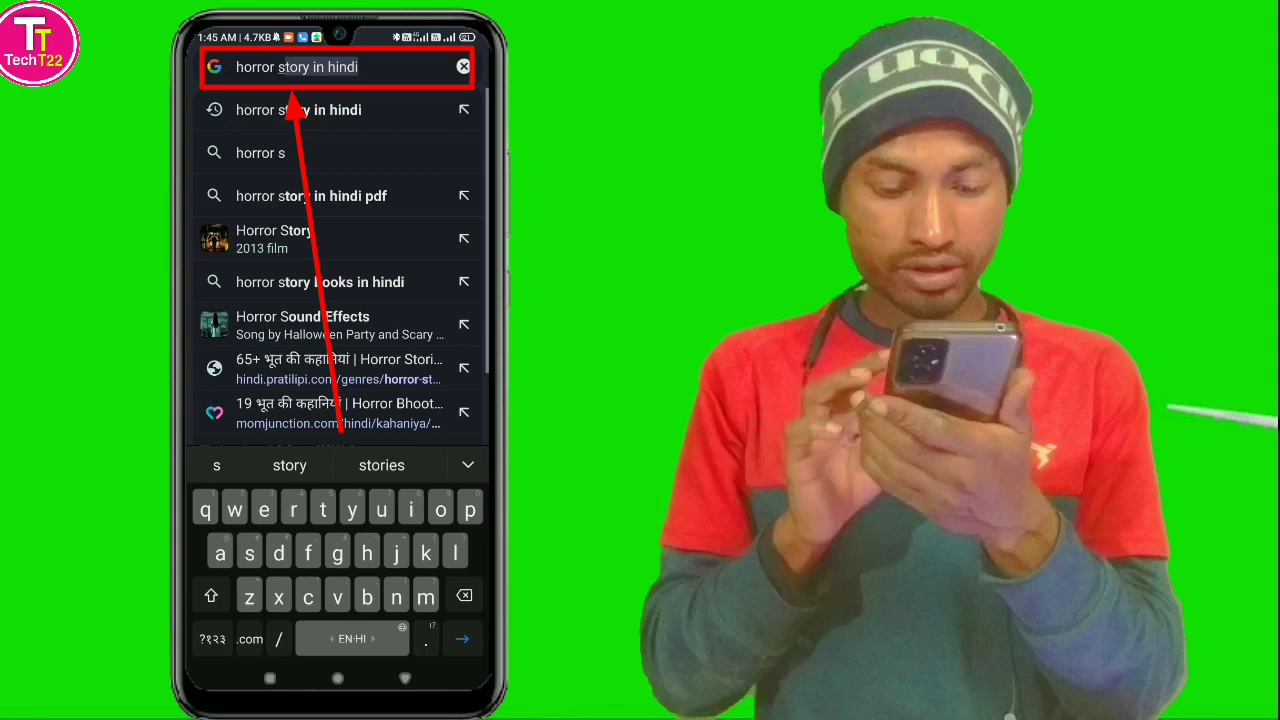 TT
TechT22
1:45 AM | 4.7KB
horror story in hindi
horror story in hindi
horror s
horror story in hindi pdf
Horror Story
2013 film
horror story books in hindi
Horror Sound Effects
Song by Halloween Party and Scary ...
65+ भूत की कहानियां | Horror Stori...
hindi.pratilipi.com/genres/horror-st...
19 भूत की कहानियां | Horror Bhoot...
momjunction.com/hindi/kahaniya/...
s story stories
q w e r t y u i o p
a s d f g h j k l
z x c v b n m
?१२३ .com / EN·HI .